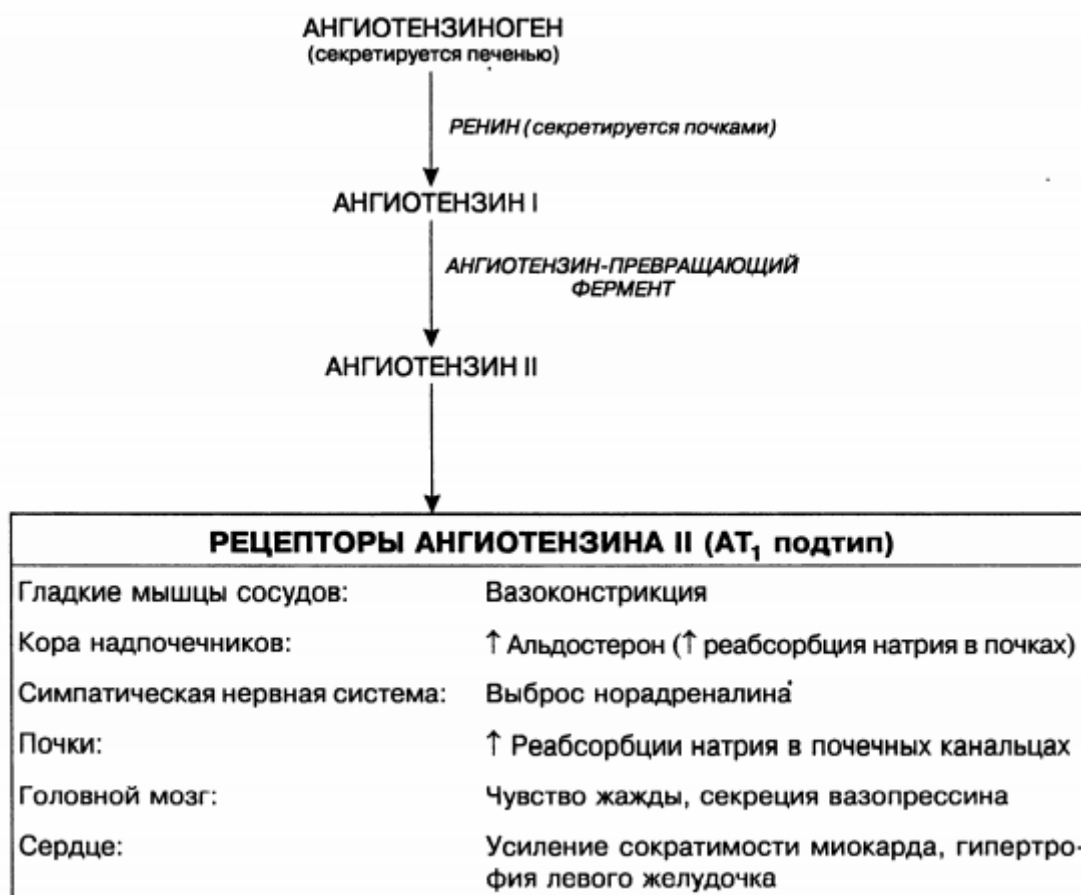 АНГИОТЕНЗИНОГЕН
(секретируется печенью)
РЕНИН (секретируется почками)
АНГИОТЕНЗИН I
АНГИОТЕНЗИН-ПРЕВРАЩАЮЩИЙ
ФЕРМЕНТ
АНГИОТЕНЗИН II
РЕЦЕПТОРЫ АНГИОТЕНЗИНА II (АТ₁ подтип)
Гладкие мышцы сосудов: Вазоконстрикция
Кора надпочечников: ↑ Альдостерон (↑ реабсорбция натрия в почках)
Симпатическая нервная система: Выброс норадреналина
Почки: ↑ Реабсорбции натрия в почечных канальцах
Головной мозг: Чувство жажды, секреция вазопрессина
Сердце: Усиление сократимости миокарда, гипертро-
фия левого желудочка